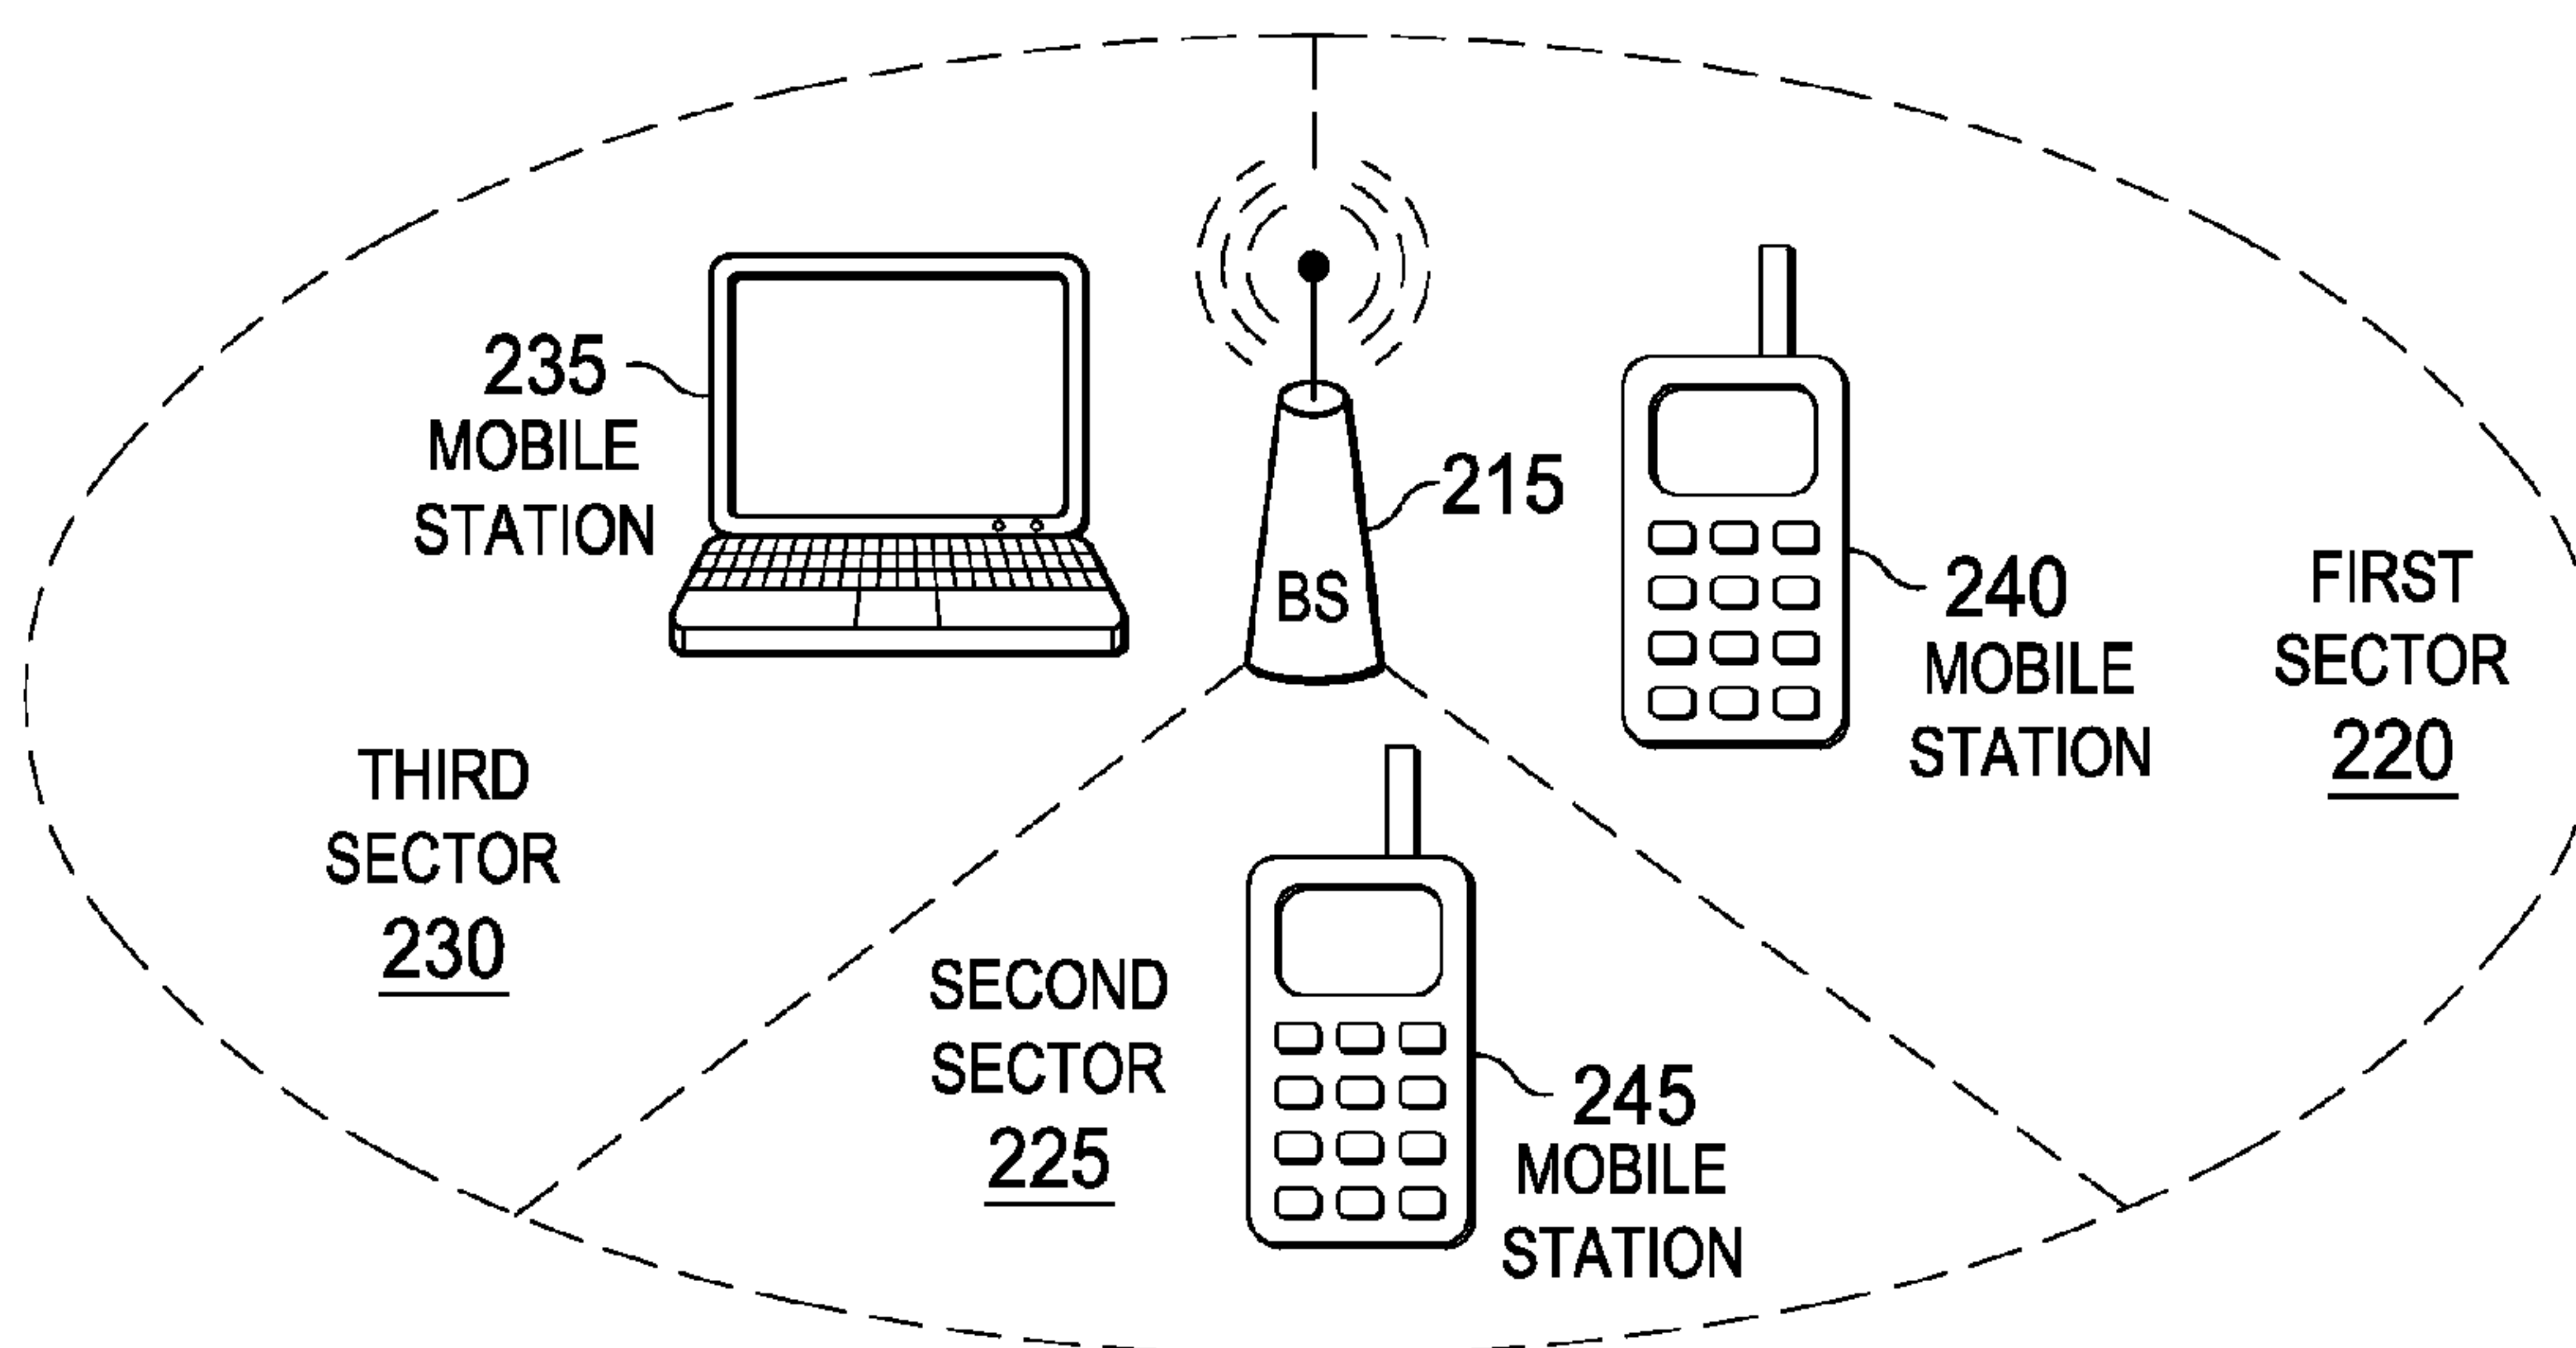 235
MOBILE
STATION
215
BS
240
MOBILE
STATION
FIRST
SECTOR
220
THIRD
SECTOR
230
SECOND
SECTOR
225
245
MOBILE
STATION